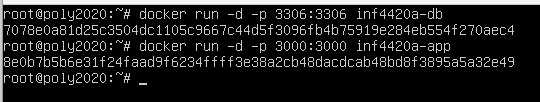 root@poly2020:~# docker run -d -p 3306:3306 inf4420a-db
7078e0a81d25c3504dc1105c9667c44d5f3096fb4b75919e284eb554f270aec4
root@poly2020:~# docker run -d -p 3000:3000 inf4420a-app
8e0b7b5b6e31f24faad9f6234ffff3e38a2cb48dacdcab48bd8f3895a5a32e49
root@poly2020:~# _